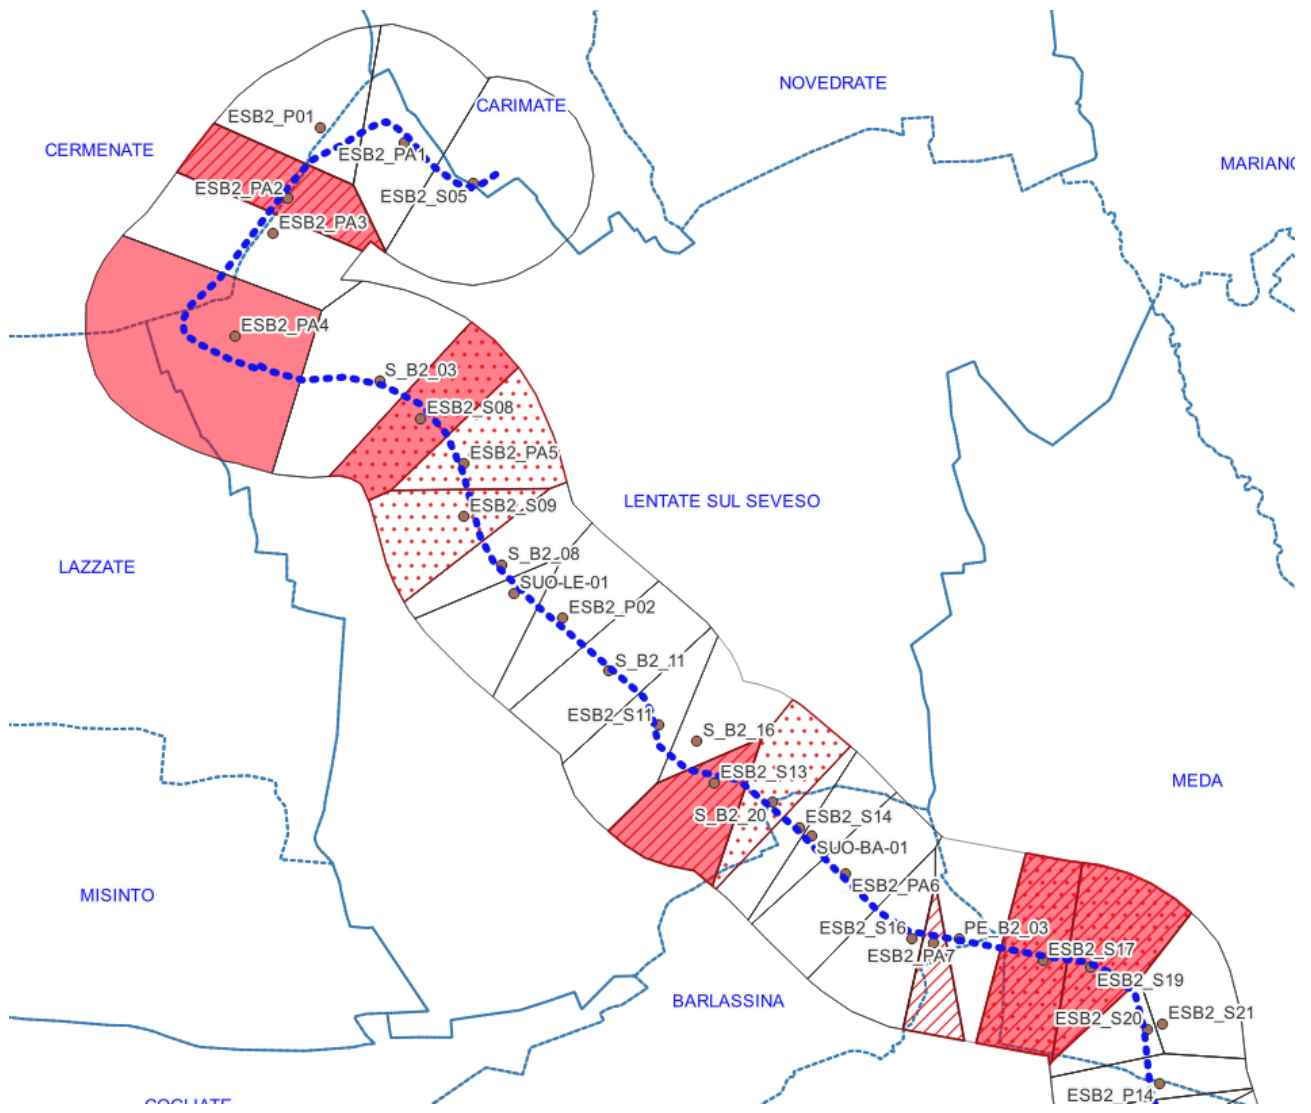 NOVEDRATE
CARIMATE
ESB2_P01
CERMENATE
ESB2_PA1
MARIANO
ESB2_PA2
ESB2_S05
ESB2_PA3
ESB2_PA4
S_B2_03
ESB2_S08
ESB2_PA5
LENTATE SUL SEVESO
ESB2_S09
S_B2_08
LAZZATE
SUO-LE-01
ESB2_P02
S_B2_11
ESB2_S11
S_B2_16
ESB2_S13
MEDA
S_B2_20
ESB2_S14
SUO-BA-01
ESB2_PA6
MISINTO
ESB2_S16
PE_B2_03
ESB2_PA7
ESB2_S17
ESB2_S19
BARLASSINA
ESB2_S20
ESB2_S21
ESB2_P14
COGLIATE